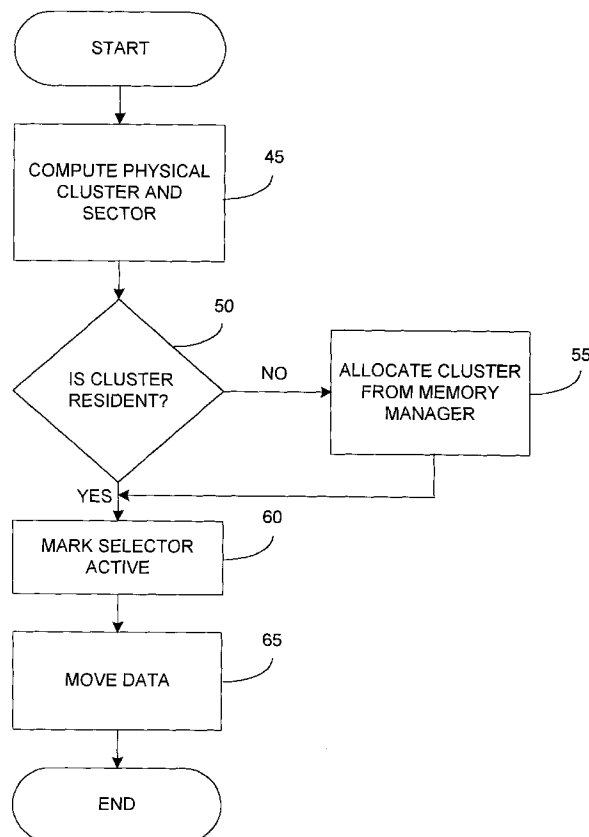 START
COMPUTE PHYSICAL
CLUSTER AND
SECTOR
45
50
IS CLUSTER
RESIDENT?
NO
ALLOCATE CLUSTER
FROM MEMORY
MANAGER
55
YES
60
MARK SELECTOR
ACTIVE
65
MOVE DATA
END